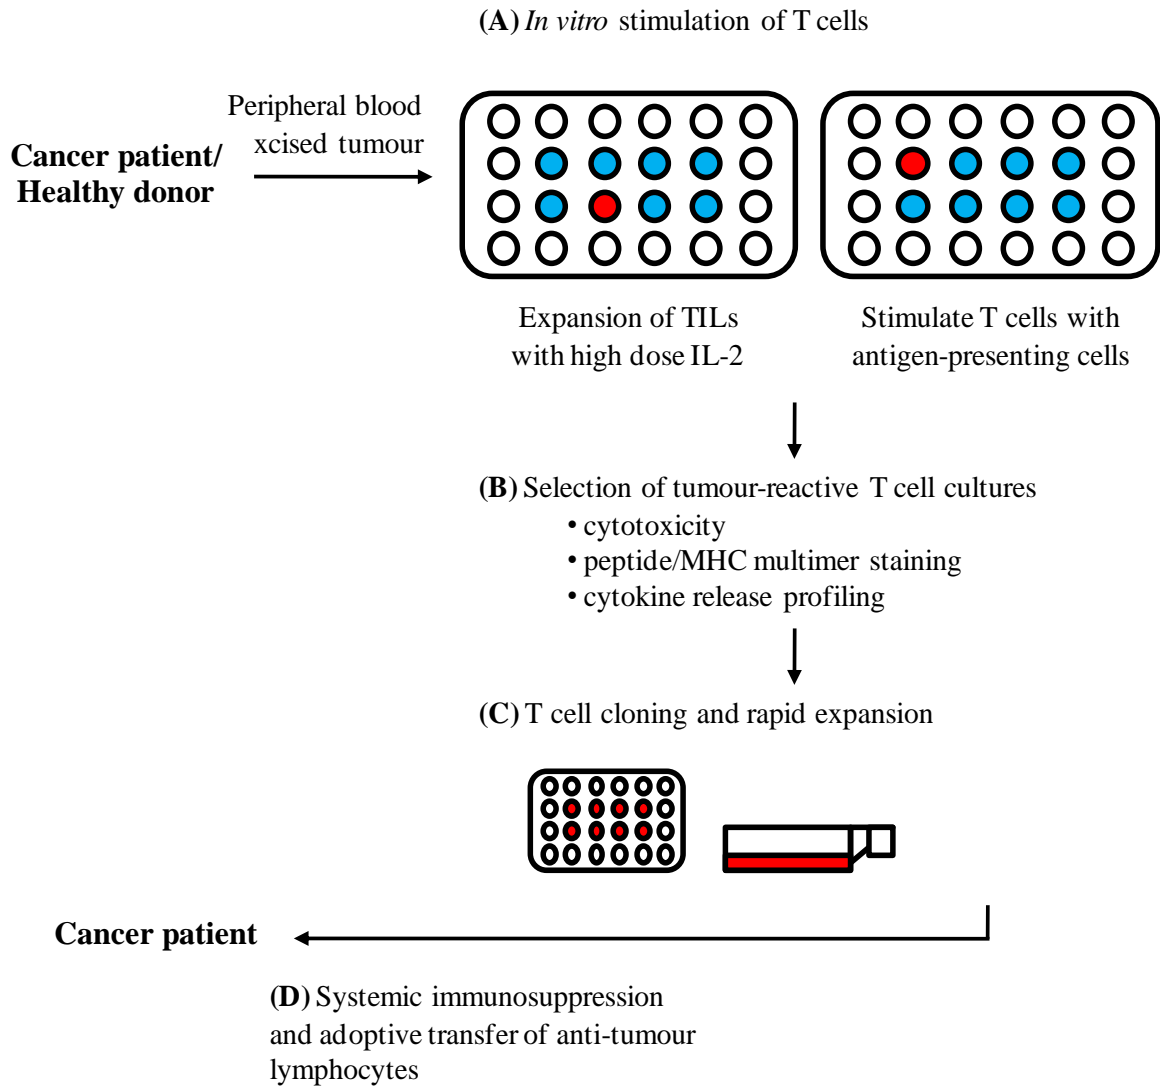 (A) In vitro stimulation of T cells
Peripheral blood
xcised tumour
Cancer patient/
Healthy donor
Expansion of TILs
with high dose IL-2
Stimulate T cells with
antigen-presenting cells
(B) Selection of tumour-reactive T cell cultures
• cytotoxicity
• peptide/MHC multimer staining
• cytokine release profiling
(C) T cell cloning and rapid expansion
Cancer patient
(D) Systemic immunosuppression
and adoptive transfer of anti-tumour
lymphocytes